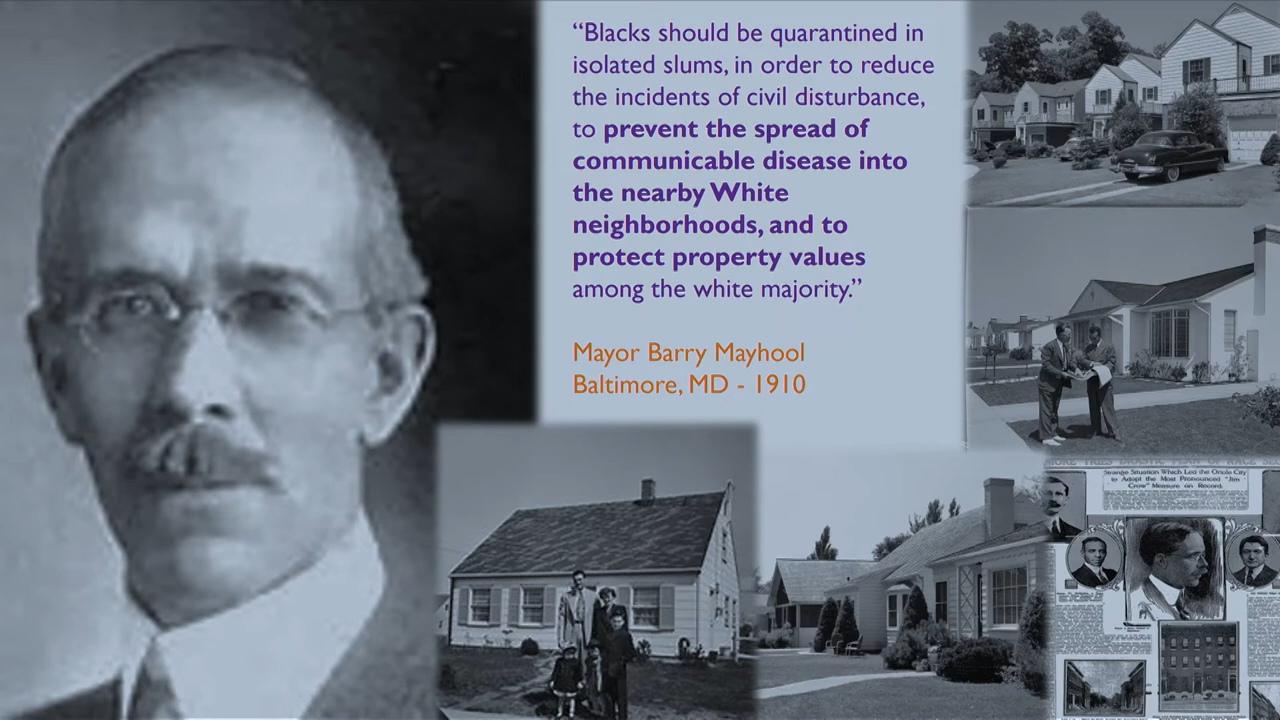 “Blacks should be quarantined in
isolated slums, in order to reduce
the incidents of civil disturbance,
to prevent the spread of
communicable disease into
the nearby White
neighborhoods, and to
protect property values
among the white majority.”
Mayor Barry Mayhool
Baltimore, MD - 1910
Strange Situation Which Led the Oriole City
to Adopt the Most Pronounced "Jim
Crow" Measure on Record.